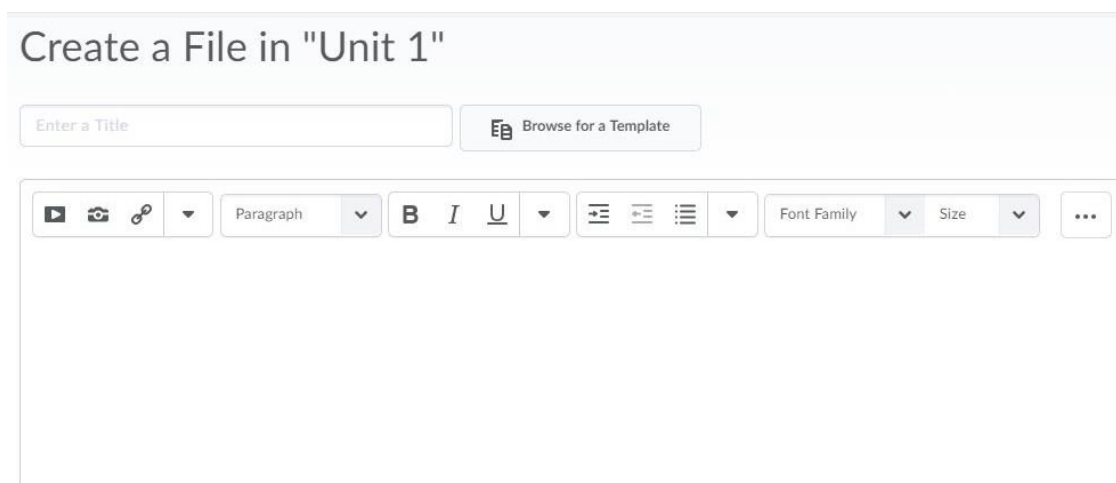 Create a File in "Unit 1"
Enter a Title Browse for a Template
Paragraph B I U Font Family Size ...